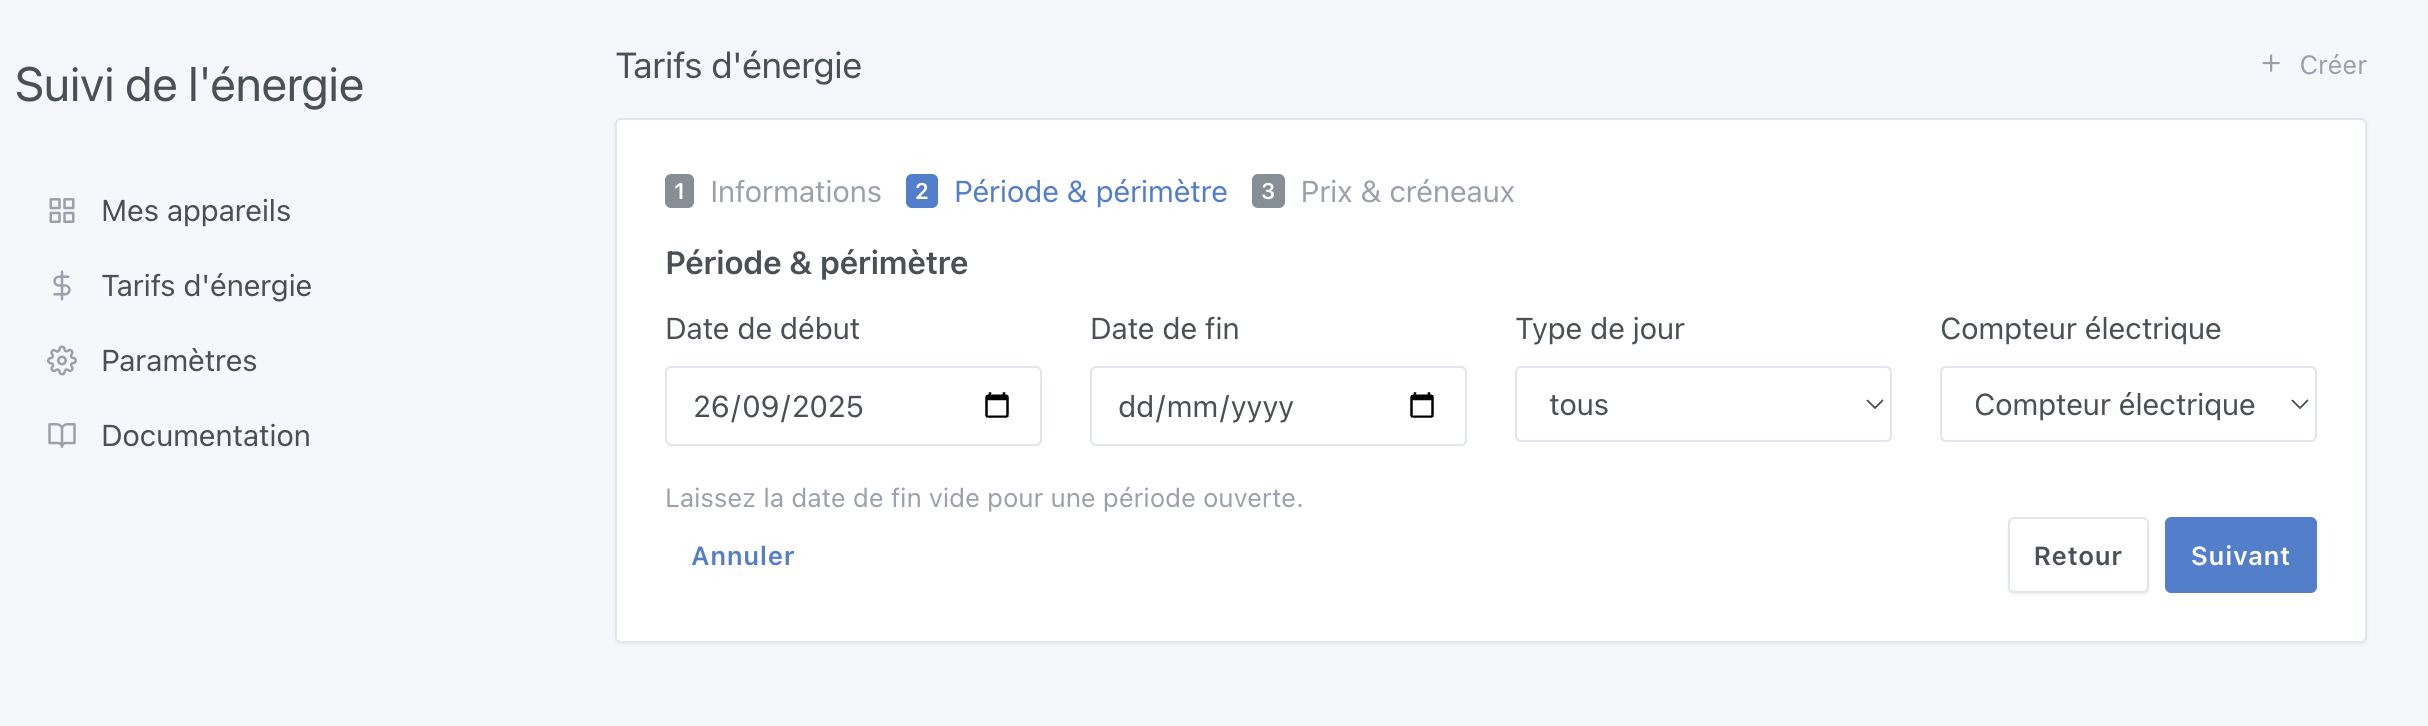 Suivi de l'énergie
Mes appareils
Tarifs d'énergie
Paramètres
Documentation
Tarifs d'énergie
+ Créer
1 Informations 2 Période & périmètre 3 Prix & créneaux
Période & périmètre
Date de début Date de fin Type de jour Compteur électrique
26/09/2025 dd/mm/yyyy tous Compteur électrique
Laissez la date de fin vide pour une période ouverte.
Annuler Retour Suivant